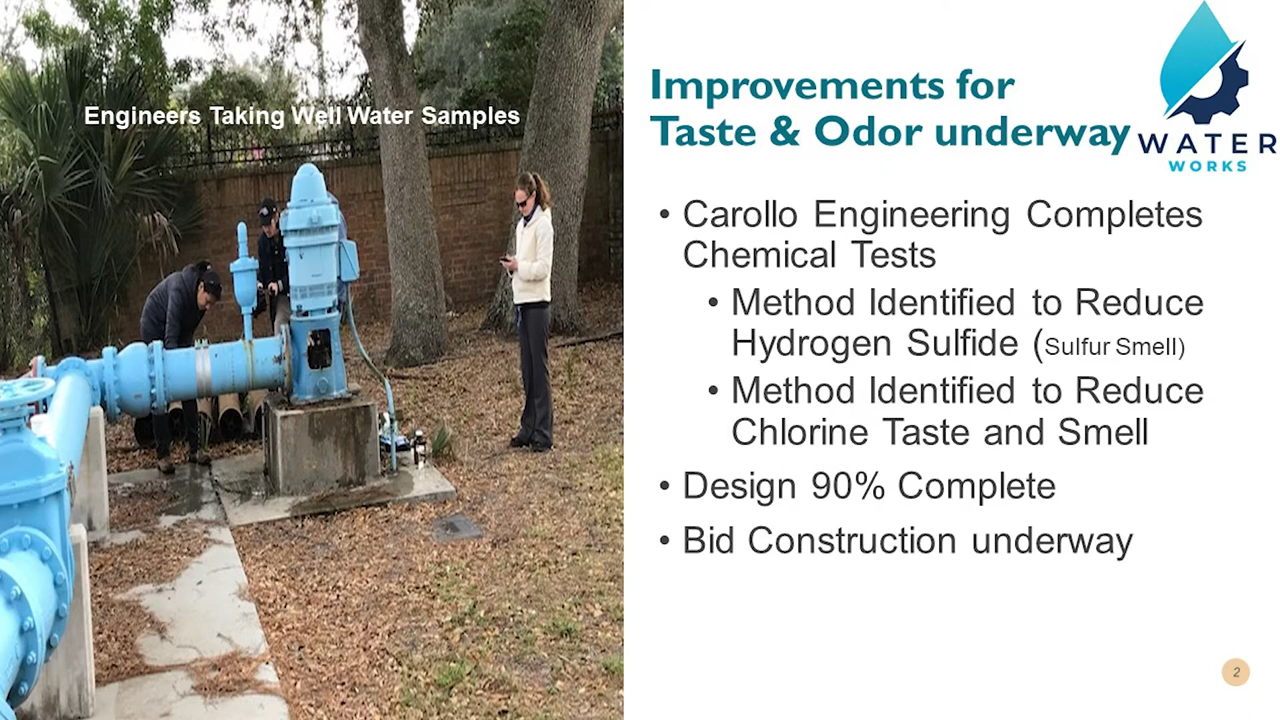 Engineers Taking Well Water Samples
Improvements for
Taste & Odor underway
WATER
WORKS
• Carollo Engineering Completes
Chemical Tests
• Method Identified to Reduce
Hydrogen Sulfide (Sulfur Smell)
• Method Identified to Reduce
Chlorine Taste and Smell
• Design 90% Complete
• Bid Construction underway
2